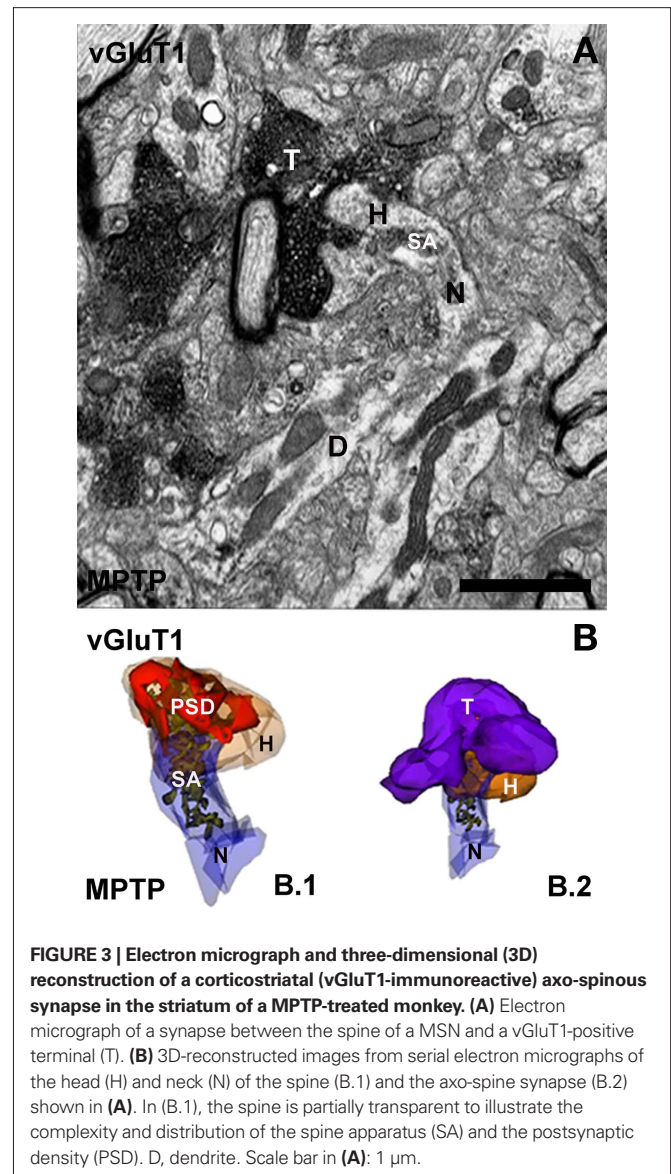 vGluT1
A
T
H
SA
N
D
MPTP
vGluT1
B
PSD
T
H
H
SA
N
N
MPTP
B.1
B.2
FIGURE 3 | Electron micrograph and three-dimensional (3D)
reconstruction of a corticostriatal (vGluT1-immunoreactive) axo-spinous
synapse in the striatum of a MPTP-treated monkey. (A) Electron
micrograph of a synapse between the spine of a MSN and a vGluT1-positive
terminal (T). (B) 3D-reconstructed images from serial electron micrographs of
the head (H) and neck (N) of the spine (B.1) and the axo-spine synapse (B.2)
shown in (A). In (B.1), the spine is partially transparent to illustrate the
complexity and distribution of the spine apparatus (SA) and the postsynaptic
density (PSD). D, dendrite. Scale bar in (A): 1 μm.